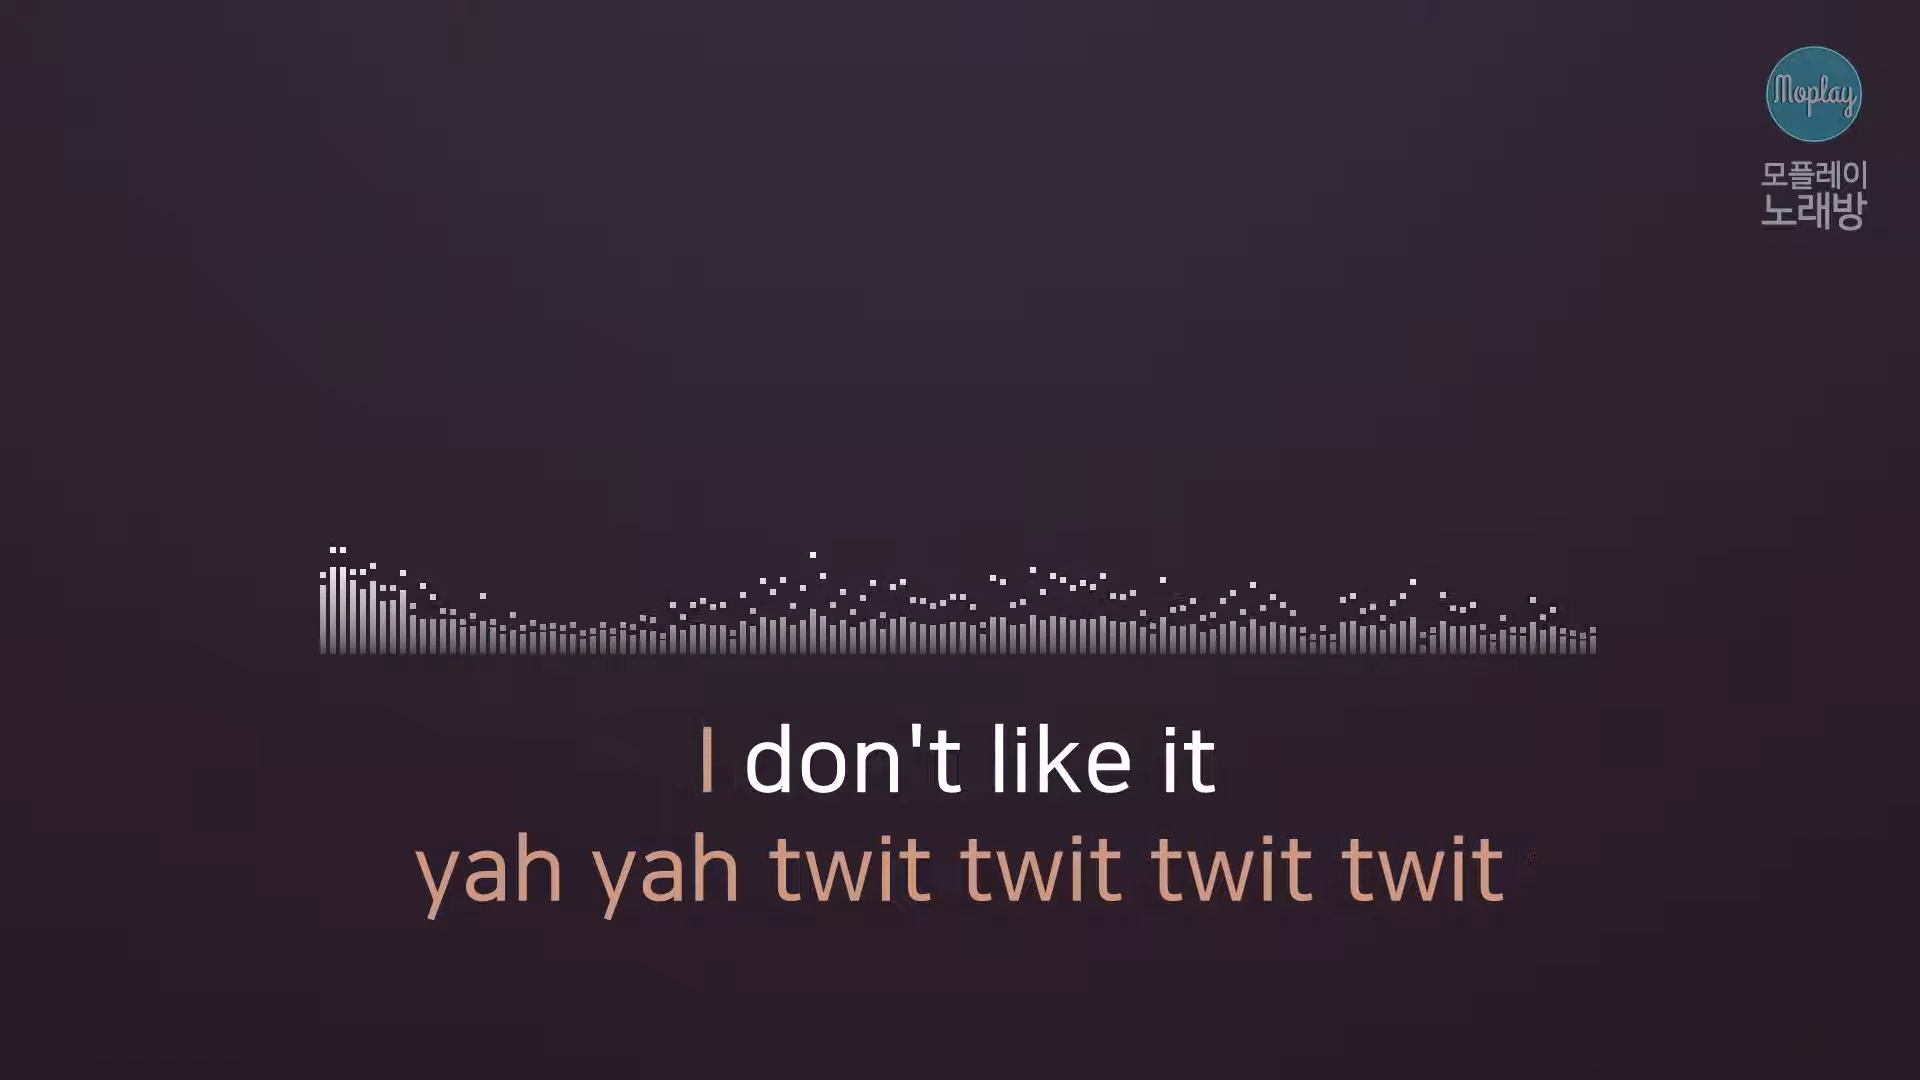 Moplay
모플레이
노래방
I don't like it
yah yah twit twit twit twit